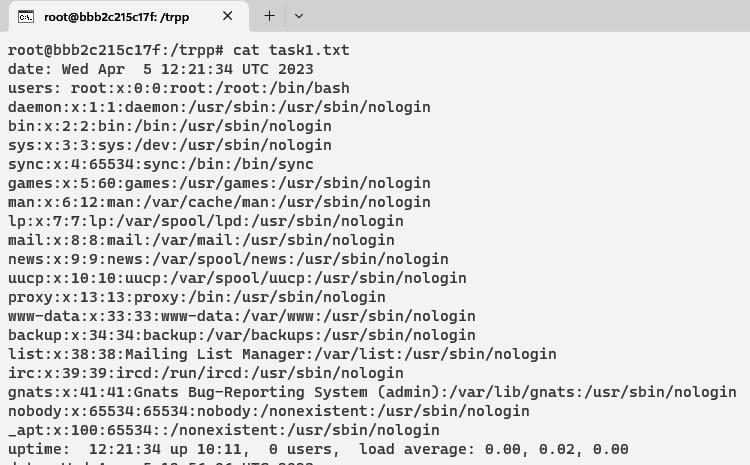 root@bbb2c215c17f: /trpp
root@bbb2c215c17f:/trpp# cat task1.txt
date: Wed Apr  5 12:21:34 UTC 2023
users: root:x:0:0:root:/root:/bin/bash
daemon:x:1:1:daemon:/usr/sbin:/usr/sbin/nologin
bin:x:2:2:bin:/bin:/usr/sbin/nologin
sys:x:3:3:sys:/dev:/usr/sbin/nologin
sync:x:4:65534:sync:/bin:/bin/sync
games:x:5:60:games:/usr/games:/usr/sbin/nologin
man:x:6:12:man:/var/cache/man:/usr/sbin/nologin
lp:x:7:7:lp:/var/spool/lpd:/usr/sbin/nologin
mail:x:8:8:mail:/var/mail:/usr/sbin/nologin
news:x:9:9:news:/var/spool/news:/usr/sbin/nologin
uucp:x:10:10:uucp:/var/spool/uucp:/usr/sbin/nologin
proxy:x:13:13:proxy:/bin:/usr/sbin/nologin
www-data:x:33:33:www-data:/var/www:/usr/sbin/nologin
backup:x:34:34:backup:/var/backups:/usr/sbin/nologin
list:x:38:38:Mailing List Manager:/var/list:/usr/sbin/nologin
irc:x:39:39:ircd:/run/ircd:/usr/sbin/nologin
gnats:x:41:41:Gnats Bug-Reporting System (admin):/var/lib/gnats:/usr/sbin/nologin
nobody:x:65534:65534:nobody:/nonexistent:/usr/sbin/nologin
_apt:x:100:65534::/nonexistent:/usr/sbin/nologin
uptime:  12:21:34 up 10:11,  0 users,  load average: 0.00, 0.02, 0.00